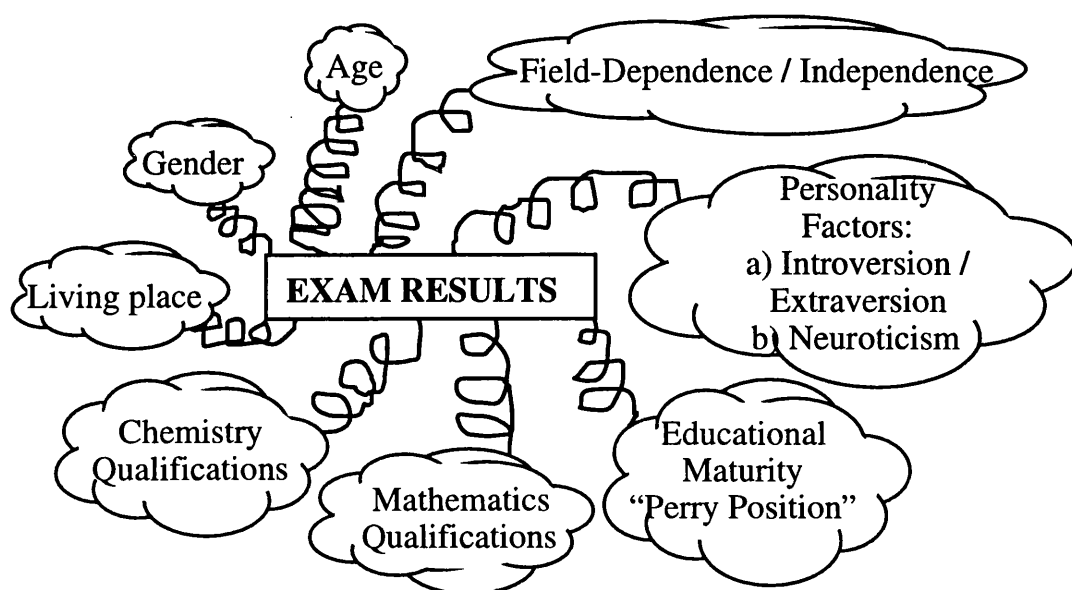 Age
Field-Dependence / Independence
Gender
Personality
Factors:
a) Introversion /
Extraversion
b) Neuroticism
Living place
EXAM RESULTS
Chemistry
Qualifications
Mathematics
Qualifications
Educational
Maturity
“Perry Position”